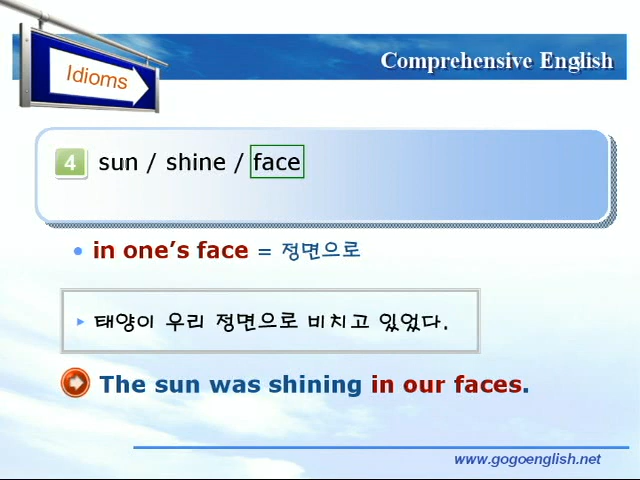 Idioms
Comprehensive English
4 sun / shine / face
• in one's face = 정면으로
▸ 태양이 우리 정면으로 비치고 있었다.
The sun was shining in our faces.
www.gogoenglish.net